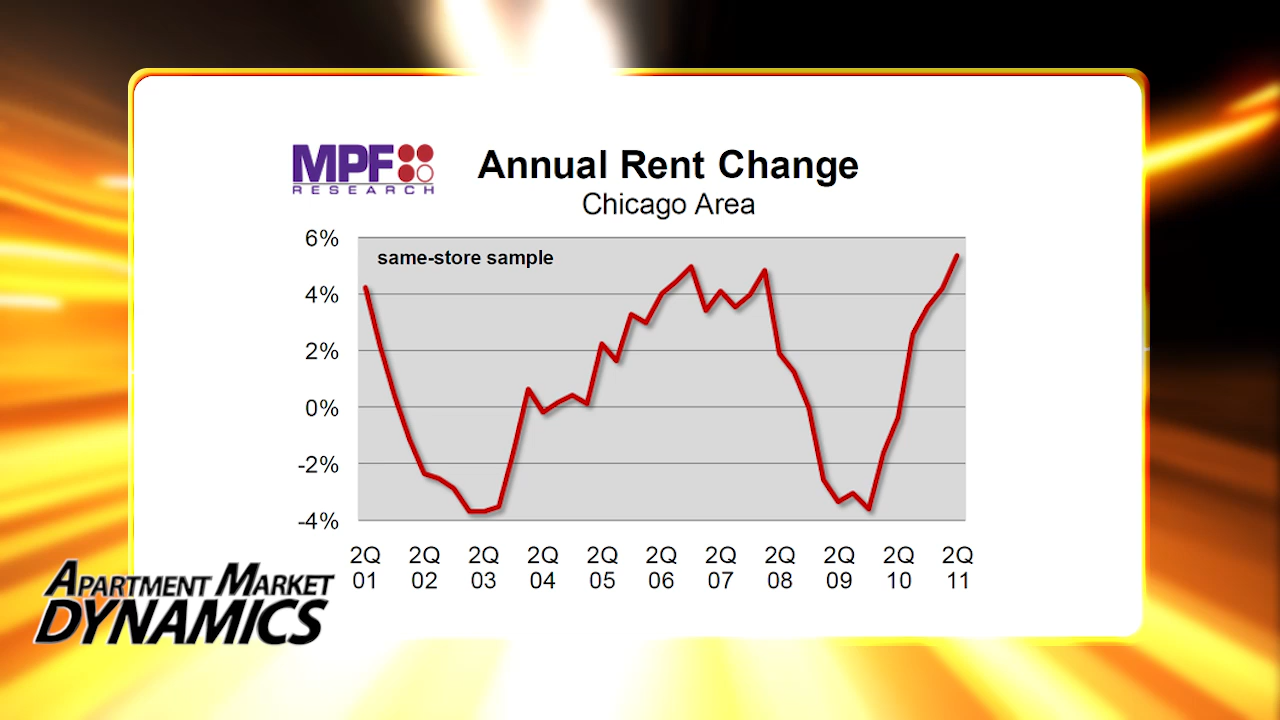 MPF
RESEARCH
Annual Rent Change
Chicago Area
same-store sample
6%
4%
2%
0%
-2%
-4%
2Q 2Q 2Q 2Q 2Q 2Q 2Q 2Q 2Q 2Q 2Q
01 02 03 04 05 06 07 08 09 10 11
APARTMENT MARKET
DYNAMICS